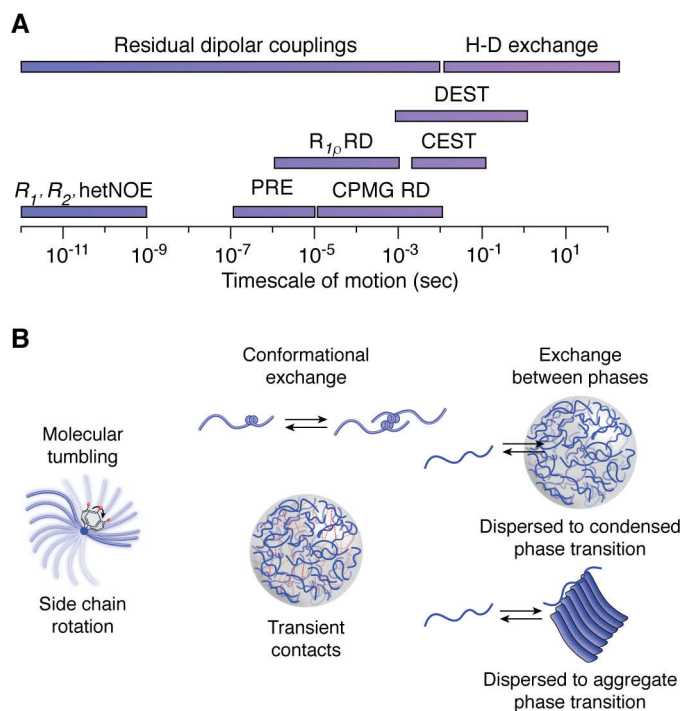 A
Residual dipolar couplings
H-D exchange
DEST
R1ρ RD
CEST
R1, R2, hetNOE
PRE
CPMG RD
10-11
10-9
10-7
10-5
10-3
10-1
101
Timescale of motion (sec)
B
Conformational
exchange
Exchange
between phases
Molecular
tumbling
Side chain
rotation
Transient
contacts
Dispersed to condensed
phase transition
Dispersed to aggregate
phase transition